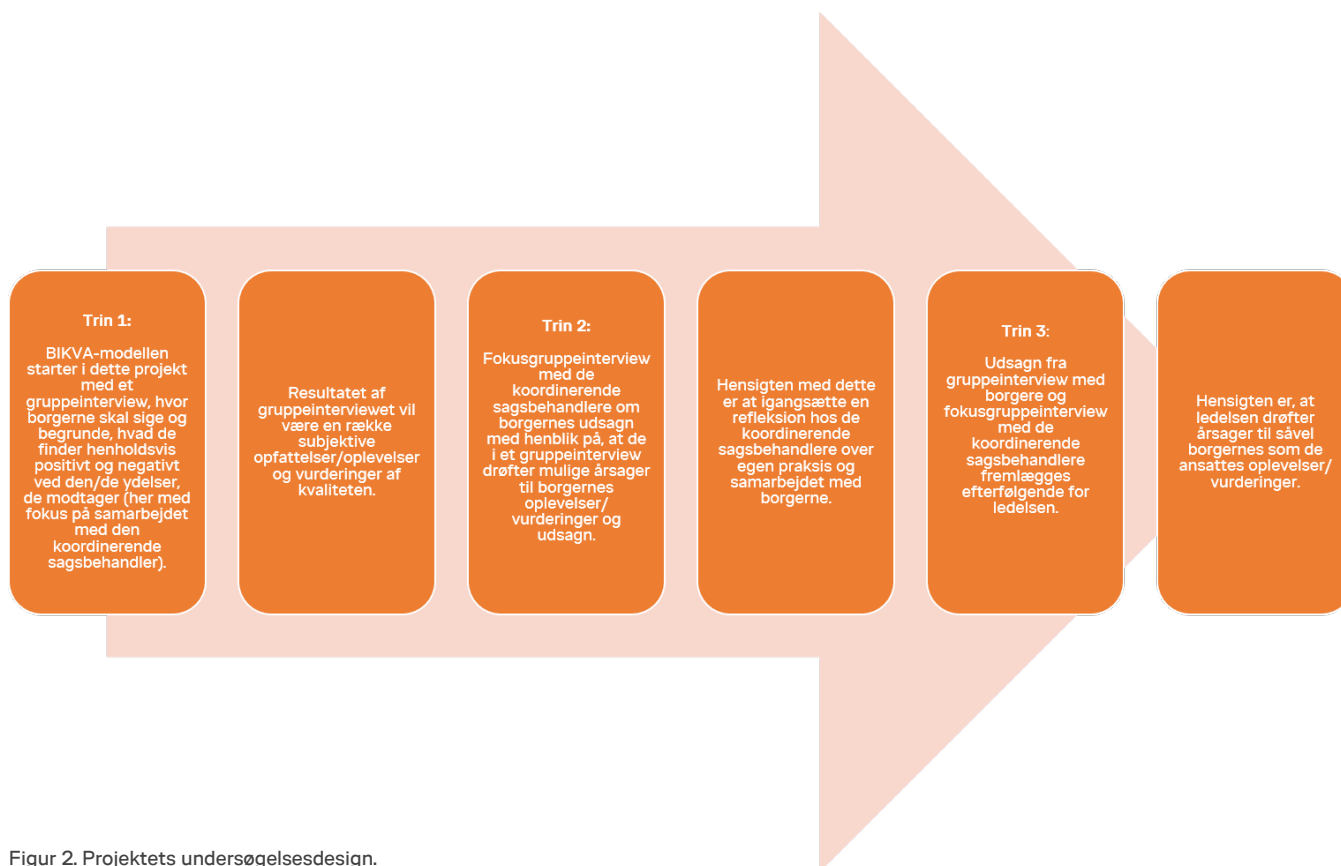 Trin 1:
BIKVA-modellen
starter i dette projekt
med et
gruppeinterview, hvor
borgerne skal sige og
begrunde, hvad de
finder henholdsvis
positivt og negativt
ved den/de ydelser,
de modtager (her med
fokus på samarbejdet
med den
koordinerende
sagsbehandler).
Resultatet af
gruppeinterviewet vil
være en række
subjektive
opfattelser/oplevelser
og vurderinger af
kvaliteten.
Trin 2:
Fokusgruppeinterview
med de
koordinerende
sagsbehandlere om
borgernes udsagn
med henblik på, at de
i et gruppeinterview
drøfter mulige årsager
til borgernes
oplevelser/
vurderinger og
udsagn.
Hensigten med dette
er at igangsætte en
refleksion hos de
koordinerende
sagsbehandlere over
egen praksis og
samarbejdet med
borgerne.
Trin 3:
Udsagn fra
gruppeinterview med
borgere og
fokusgruppeinterview
med de
koordinerende
sagsbehandlere
fremlægges
efterfølgende for
ledelsen.
Hensigten er, at
ledelsen drøfter
årsager til såvel
borgernes som de
ansattes oplevelser/
vurderinger.
Figur 2. Projektets undersøgelsesdesign.